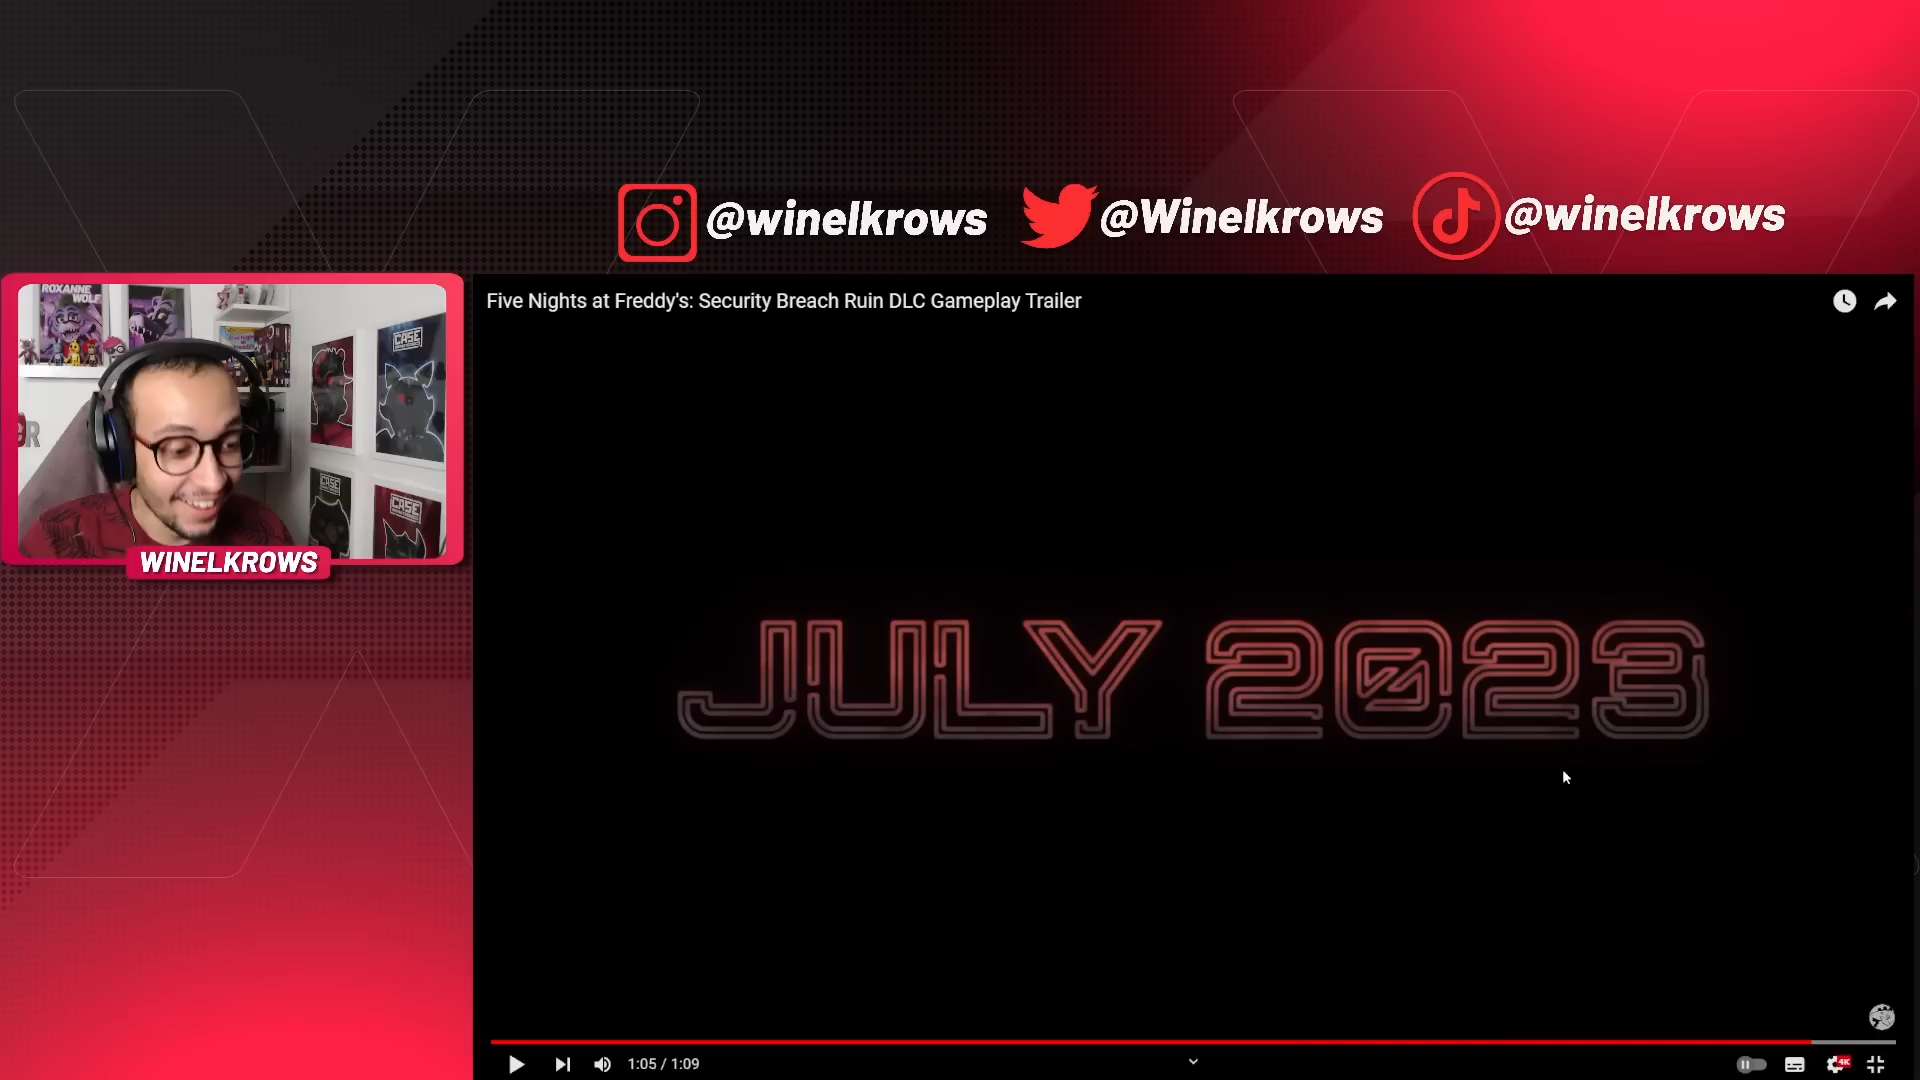 @winelkrows @Winelkrows @winelkrows
Five Nights at Freddy's: Security Breach Ruin DLC Gameplay Trailer
ROXANNE
WOLF
CASE
CASE
CASE
WINELKROWS
JULY 2023
1:05 / 1:09
4K